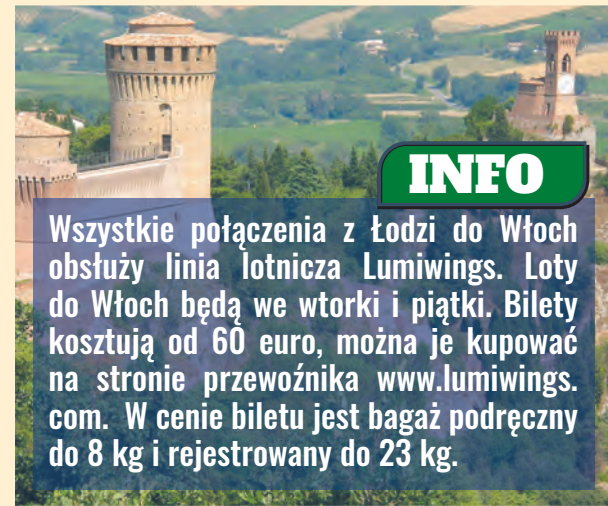 INFO
Wszystkie połączenia z Łodzi do Włoch
obsłuży linia lotnicza Lumiwings. Loty
do Włoch będą we wtorki i piątki. Bilety
kosztują od 60 euro, można je kupować
na stronie przewoźnika www.lumiwings.
com. W cenie biletu jest bagaż podręczny
do 8 kg i rejestrowany do 23 kg.